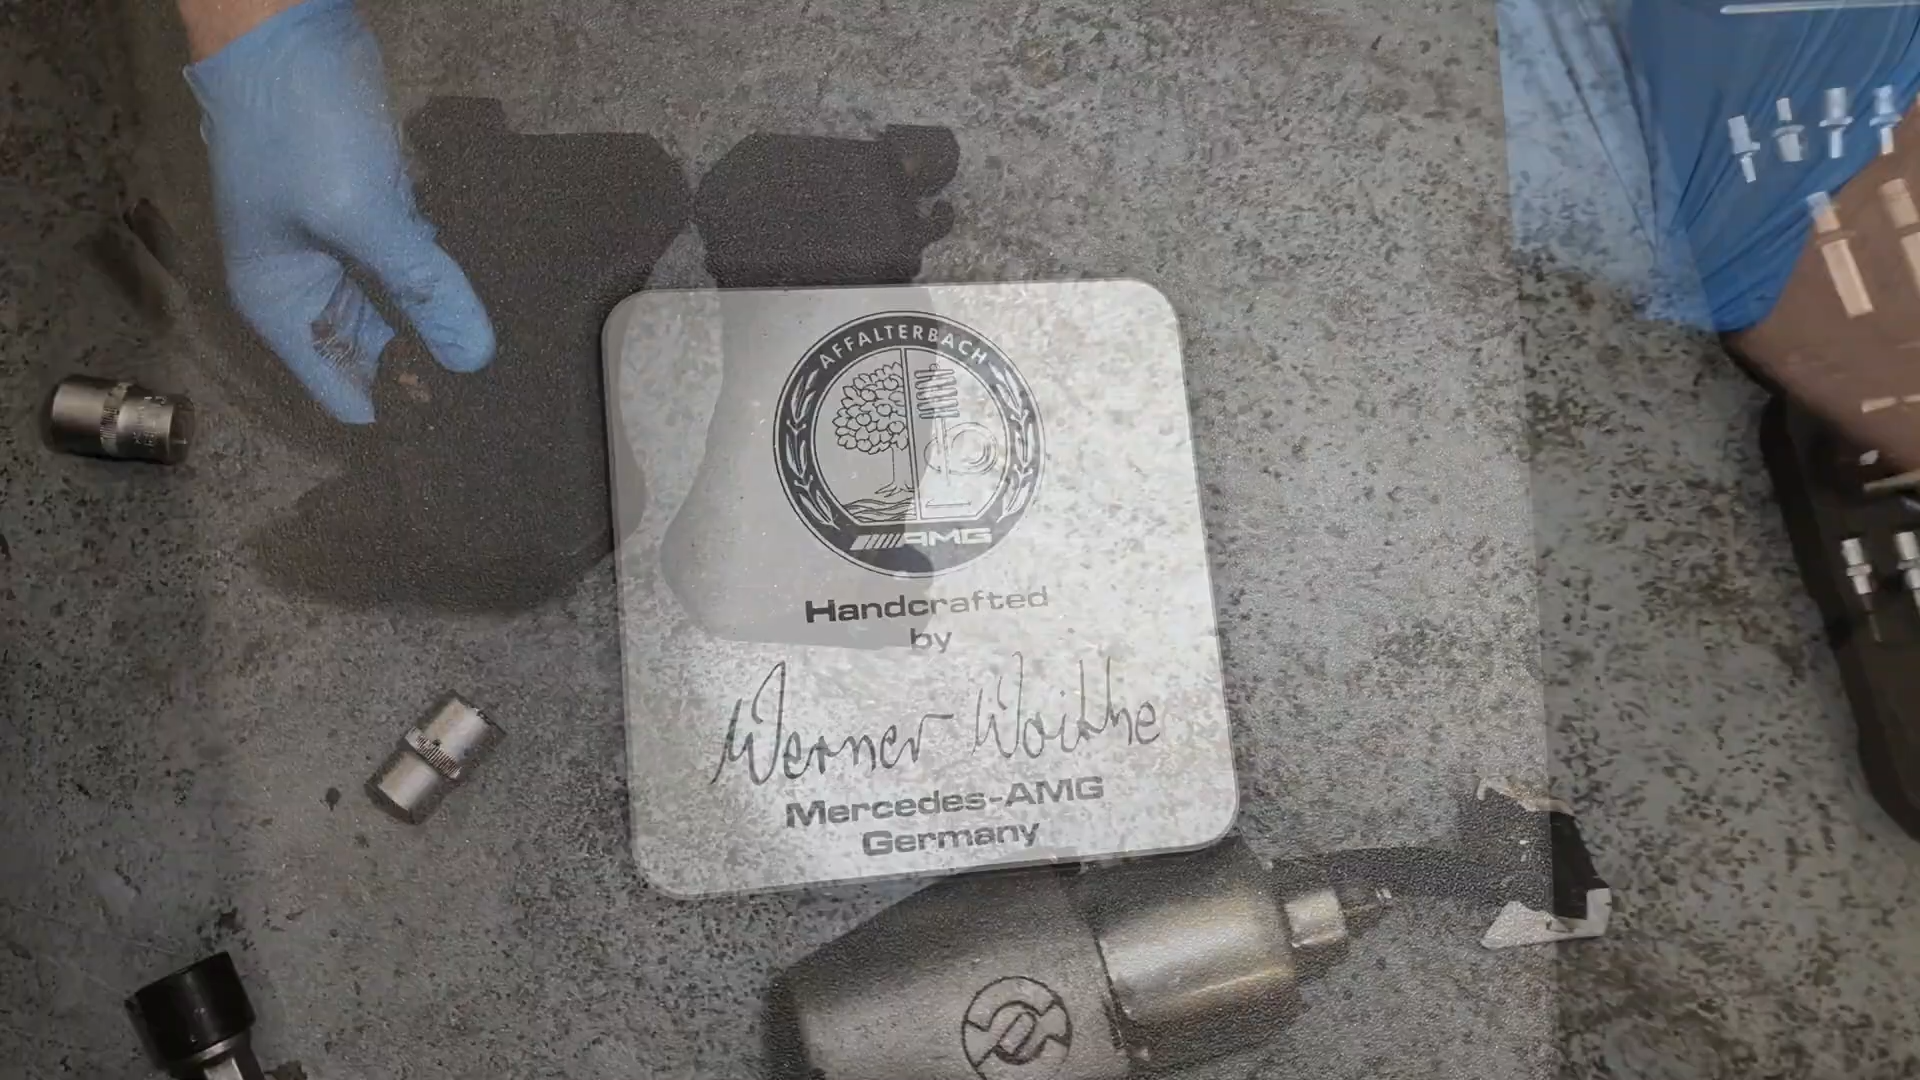 AFFALTERBACH
AMG
Handcrafted
by
Werner Woithe
Mercedes-AMG
Germany